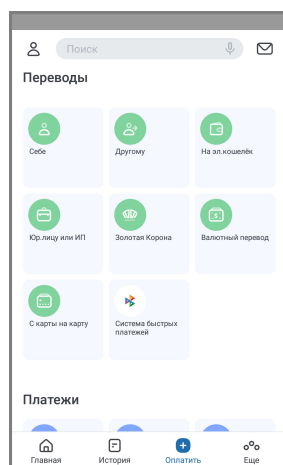 Поиск
Переводы
Себе
Другому
На эл.кошелёк
Юр.лицу или ИП
Золотая Корона
Валютный перевод
С карты на карту
Система быстрых
платежей
Платежи
Главная
История
Оплатить
Еще